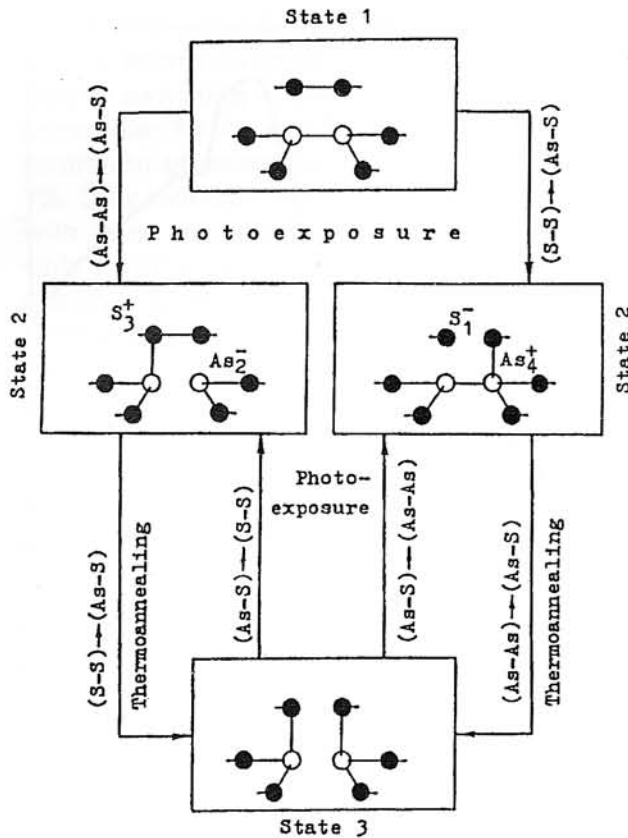 State 1
(As-As)→(As-S)
(S-S)→(As-S)
Photoexposure
State 2
S₃⁺
As₂⁻
S₁⁻
As₄⁺
State 2
Photo-
exposure
(S-S)→(As-S)
Thermoannealing
(As-S)→(S-S)
(As-S)→(As-As)
(As-As)→(As-S)
Thermoannealing
State 3